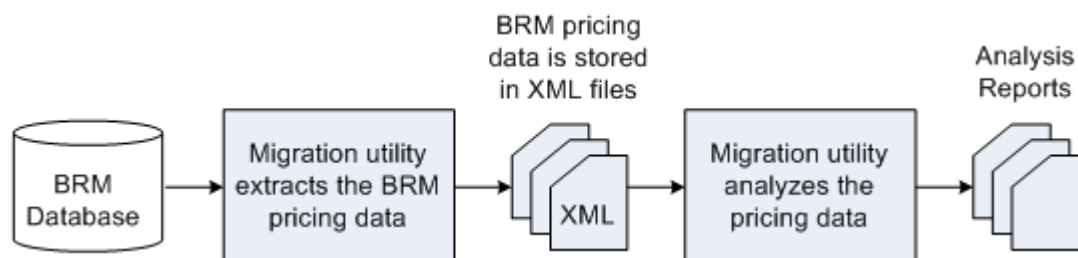 BRM
Database
Migration utility
extracts the BRM
pricing data
BRM pricing
data is stored
in XML files
XML
Migration utility
analyzes the
pricing data
Analysis
Reports